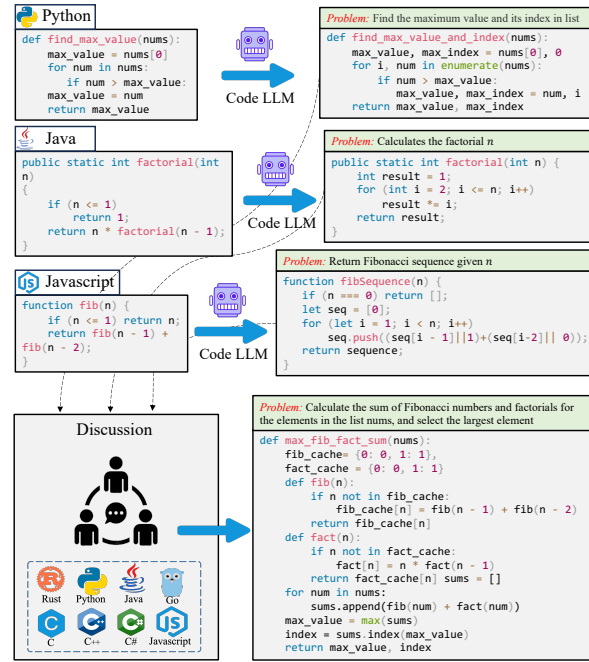 Python
def find_max_value(nums):
    max_value = nums[0]
    for num in nums:
        if num > max_value:
    max_value = num
    return max_value
Code LLM
Problem: Find the maximum value and its index in list
def find_max_value_and_index(nums):
    max_value, max_index = nums[0], 0
    for i, num in enumerate(nums):
        if num > max_value:
            max_value, max_index = num, i
    return max_value, max_index
Java
public static int factorial(int
n)
{
    if (n <= 1)
        return 1;
    return n * factorial(n - 1);
}
Code LLM
Problem: Calculates the factorial n
public static int factorial(int n) {
    int result = 1;
    for (int i = 2; i <= n; i++)
        result *= i;
    return result;
}
JS
Javascript
function fib(n) {
    if (n <= 1) return n;
    return fib(n - 1) +
fib(n - 2);
}
Code LLM
Problem: Return Fibonacci sequence given n
function fibSequence(n) {
    if (n === 0) return [];
    let seq = [0];
    for (let i = 1; i < n; i++)
        seq.push((seq[i - 1]||1)+(seq[i-2]|| 0));
    return sequence;
}
Discussion
Rust
Python
Java
Go
C
C
C++
C++
C#
C#
JS
Javascript
Problem: Calculate the sum of Fibonacci numbers and factorials for
the elements in the list nums, and select the largest element
def max_fib_fact_sum(nums):
    fib_cache= {0: 0, 1: 1},
    fact_cache = {0: 0, 1: 1}
    def fib(n):
        if n not in fib_cache:
            fib_cache[n] = fib(n - 1) + fib(n - 2)
        return fib_cache[n]
    def fact(n):
        if n not in fact_cache:
            fact[n] = n * fact(n - 1)
        return fact_cache[n] sums = []
    for num in nums:
        sums.append(fib(num) + fact(num))
    max_value = max(sums)
    index = sums.index(max_value)
    return max_value, index